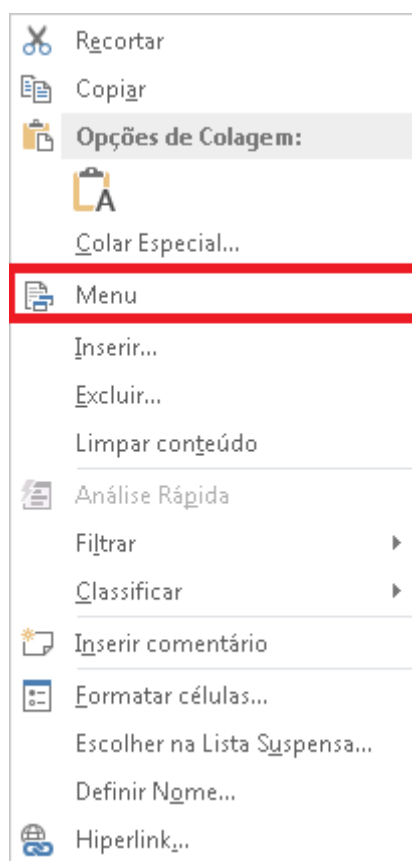 Recortar
Copiar
Opções de Colagem:
A
Colar Especial...
Menu
Inserir...
Excluir...
Limpar conteúdo
Análise Rápida
Filtrar
Classificar
Inserir comentário
Formatar células...
Escolher na Lista Suspensa...
Definir Nome...
Hiperlink...